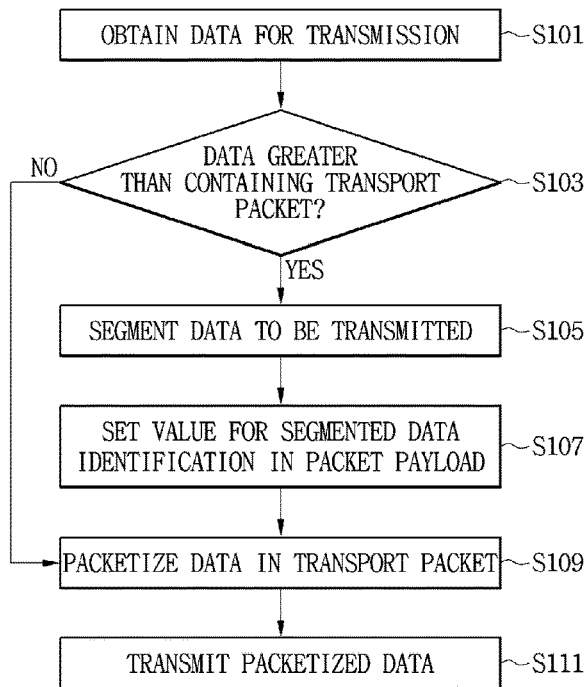 OBTAIN DATA FOR TRANSMISSION S101
DATA GREATER
THAN CONTAINING TRANSPORT
PACKET?
S103
NO
YES
SEGMENT DATA TO BE TRANSMITTED S105
SET VALUE FOR SEGMENTED DATA
IDENTIFICATION IN PACKET PAYLOAD
S107
PACKETIZE DATA IN TRANSPORT PACKET S109
TRANSMIT PACKETIZED DATA S111